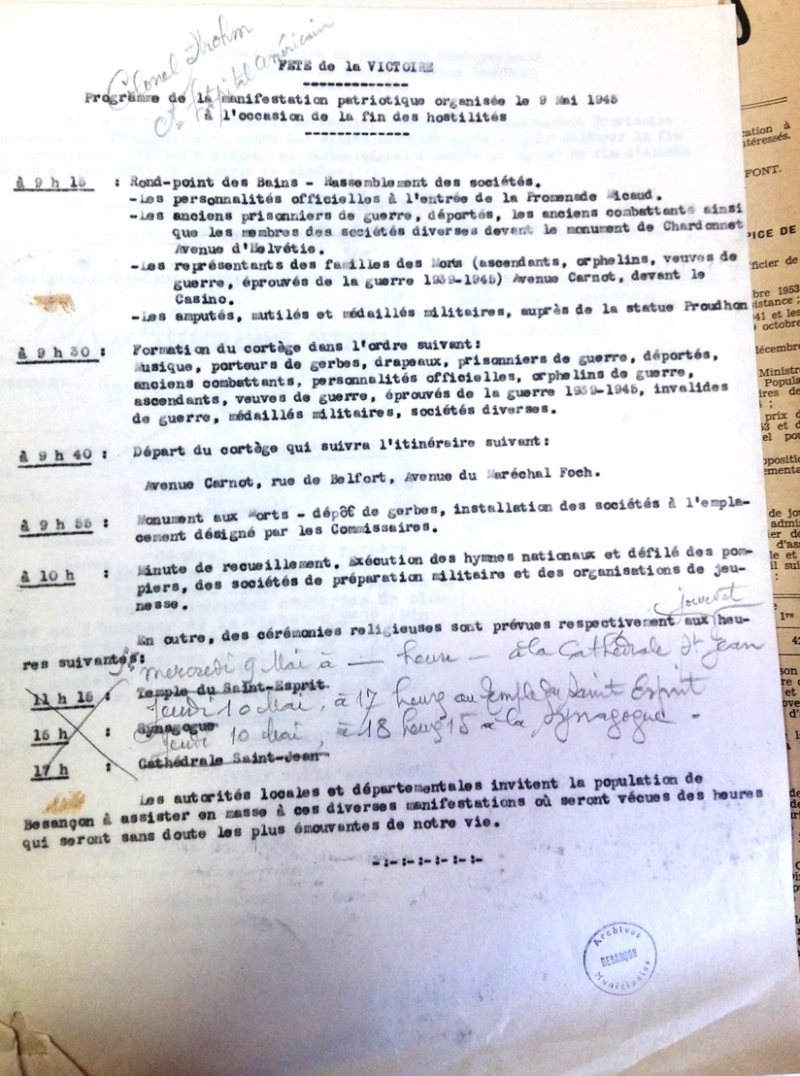 Colonel
Hôpital Américain
FETE de la VICTOIRE
Programme de la manifestation patriotique organisée le 9 Mai 1945
à l'occasion de la fin des hostilités
à 9 h 15 : Rond-point des Bains - Rassemblement des sociétés.
-Les personnalités officielles à l'entrée de la Promenade Micaud.
-Les anciens prisonniers de guerre, déportés, les anciens combattants ainsi
que les membres des sociétés diverses devant le monument de Chardonnet
Avenue d'Helvétie.
-Les représentants des familles des Morts (ascendants, orphelins, veuves de
guerre, éprouvés de la guerre 1939-1945) Avenue Carnot, devant le
Casino.
-Les amputés, mutilés et médaillés militaires, auprès de la statue Proudhon
à 9 h 30 : Formation du cortège dans l'ordre suivant:
Musique, porteurs de gerbes, drapeaux, prisonniers de guerre, déportés,
anciens combattants, personnalités officielles, orphelins de guerre,
ascendants, veuves de guerre, éprouvés de la guerre 1939-1945, invalides
de guerre, médaillés militaires, sociétés diverses.
à 9 h 40 : Départ du cortège qui suivra l'itinéraire suivant:
Avenue Carnot, rue de Belfort, Avenue du Maréchal Foch.
à 9 h 55 : Monument aux Morts - dépôt de gerbes, installation des sociétés à l'empla-
cement désigné par les Commissaires.
à 10 h : Minute de recueillement. Exécution des hymnes nationaux et défilé des pom-
piers, des sociétés de préparation militaire et des organisations de jeu-
nesse.
En outre, des cérémonies religieuses sont prévues respectivement aux heu-
res suivantes:
mercredi 9 Mai à — heure - à la Cathédrale St Jean
11 h 15 : Temple du Saint-Esprit
Jeudi 10 Mai, à 17 heures au Temple du Saint Esprit
15 h : Synagogue
Jeudi 10 Mai, à 18 heures 15 à la Synagogue -
17 h : Cathédrale Saint-Jean
Les autorités locales et départementales invitent la population de
Besançon à assister en masse à ces diverses manifestations où seront vécues des heures
qui seront sans doute les plus émouvantes de notre vie.
-:-:-:-:-:-:-
Archives
BESANÇON
Municipales
FONT.